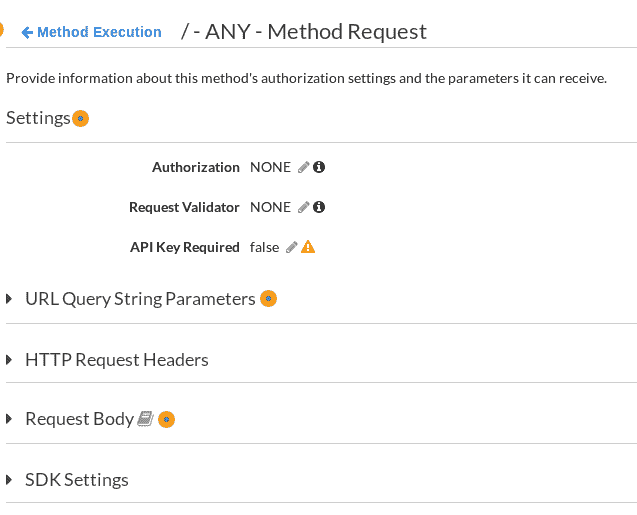 Method Execution / - ANY - Method Request
Provide information about this method's authorization settings and the parameters it can receive.
Settings
Authorization NONE
Request Validator NONE
API Key Required false
URL Query String Parameters
HTTP Request Headers
Request Body
SDK Settings